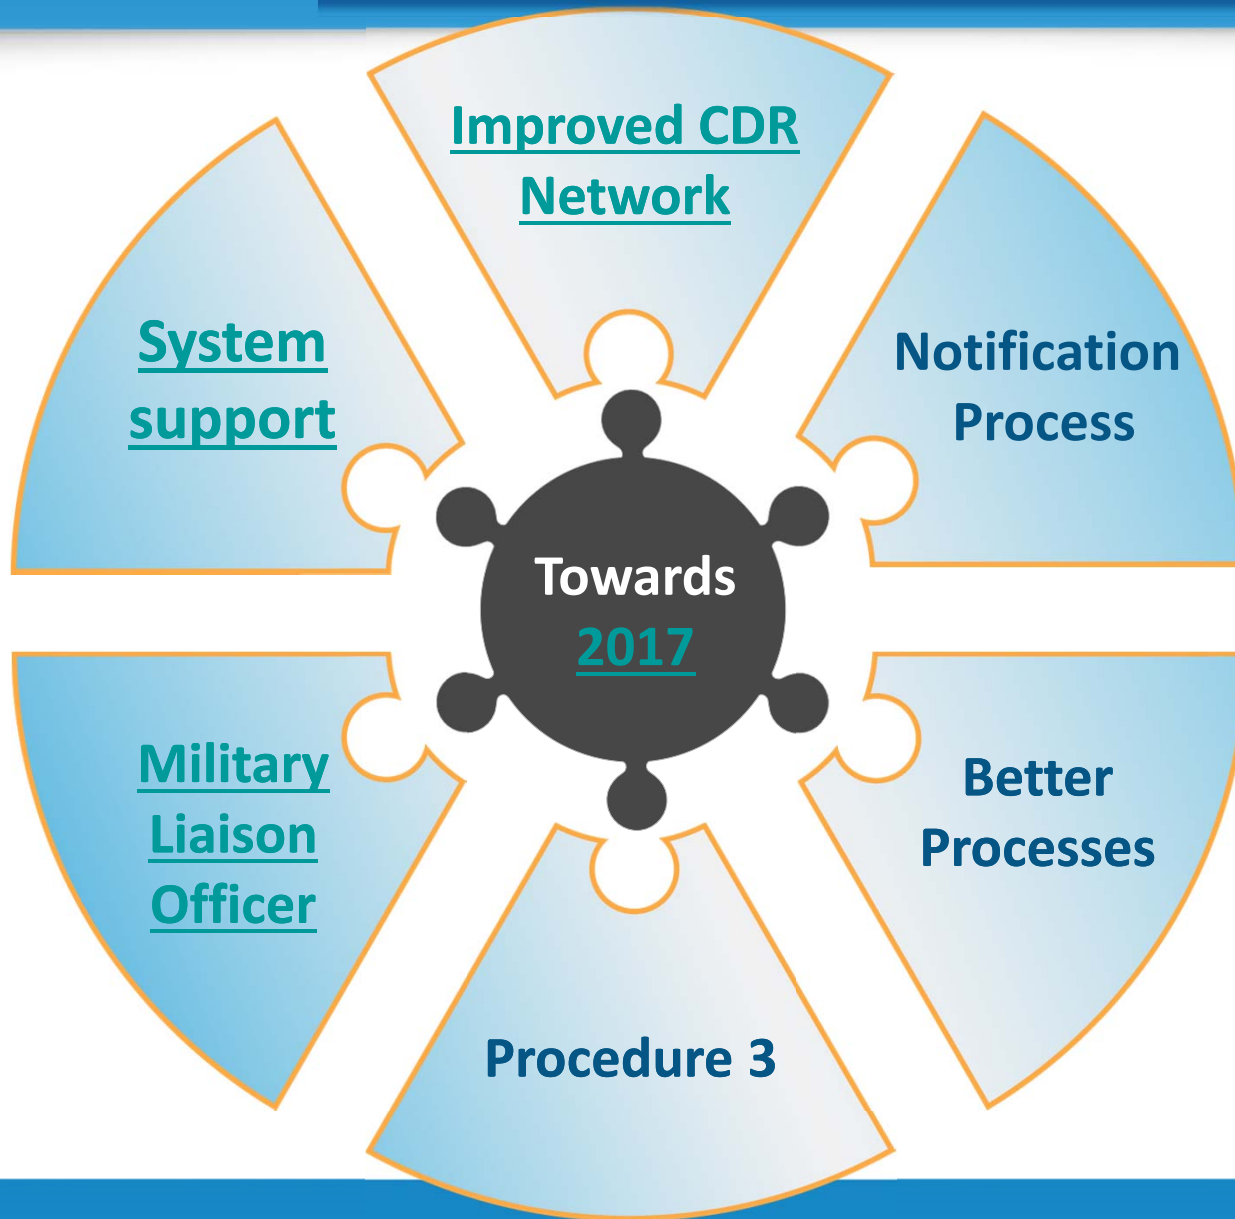 Improved CDR
Network
Notification
Process
Better
Processes
Procedure 3
Military
Liaison
Officer
System
support
Towards
2017